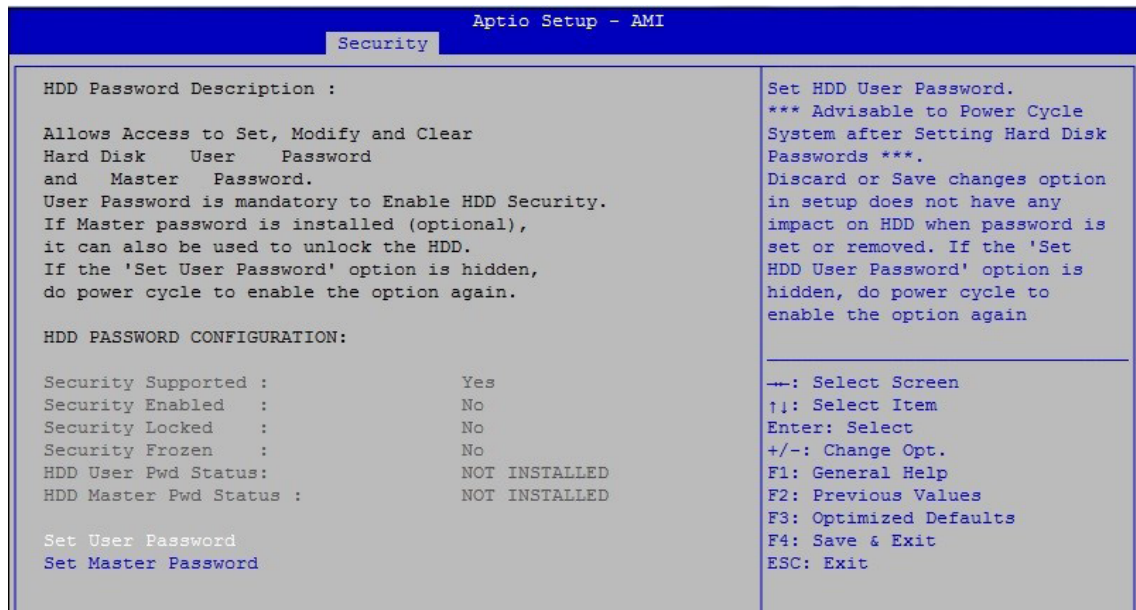 Aptio Setup - AMI
Security
HDD Password Description :
Allows Access to Set, Modify and Clear
Hard Disk User Password
and Master Password.
User Password is mandatory to Enable HDD Security.
If Master password is installed (optional),
it can also be used to unlock the HDD.
If the 'Set User Password' option is hidden,
do power cycle to enable the option again.
HDD PASSWORD CONFIGURATION:
Security Supported : Yes
Security Enabled : No
Security Locked : No
Security Frozen : No
HDD User Pwd Status: NOT INSTALLED
HDD Master Pwd Status : NOT INSTALLED
Set User Password
Set Master Password
Set HDD User Password.
*** Advisable to Power Cycle
System after Setting Hard Disk
Passwords ***.
Discard or Save changes option
in setup does not have any
impact on HDD when password is
set or removed. If the 'Set
HDD User Password' option is
hidden, do power cycle to
enable the option again
→←: Select Screen
↑↓: Select Item
Enter: Select
+/-: Change Opt.
F1: General Help
F2: Previous Values
F3: Optimized Defaults
F4: Save & Exit
ESC: Exit